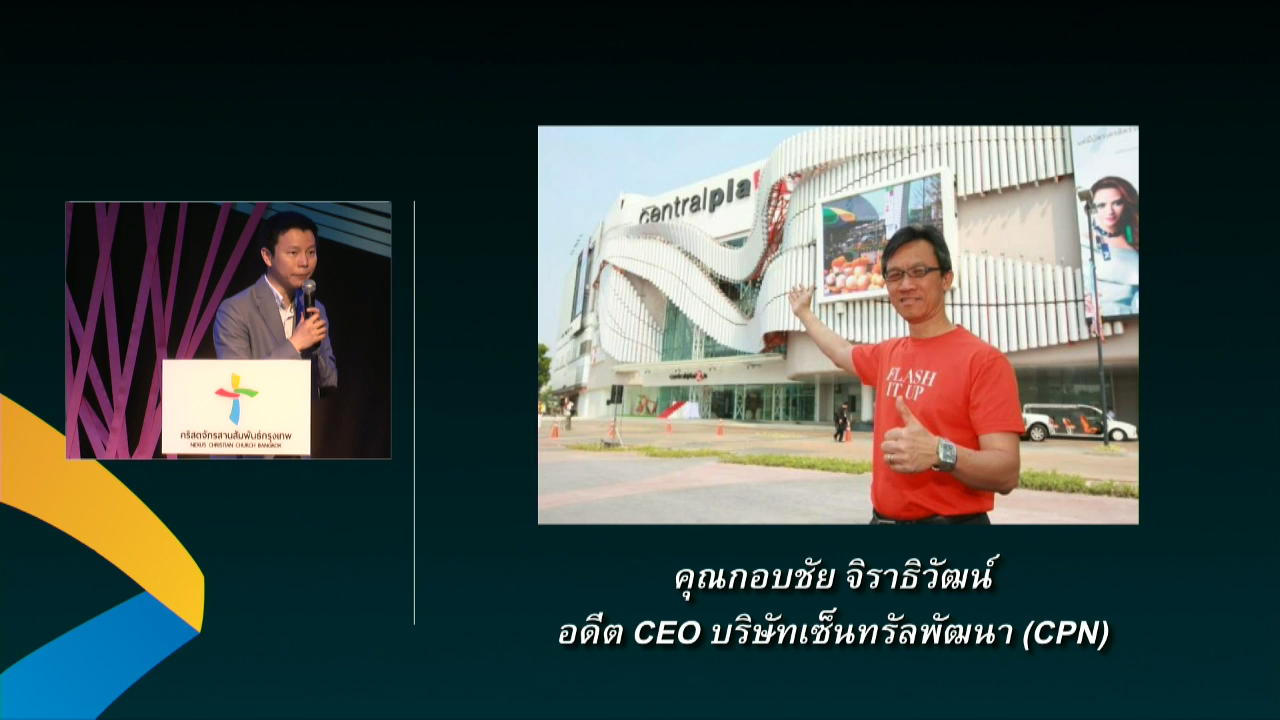 คริสตจักรสานสัมพันธ์กรุงเทพ
NEXUS CHRISTIAN CHURCH BANGKOK
centralpla
FLASH
IT UP
คุณกอบชัย จิราธิวัฒน์
อดีต CEO บริษัทเซ็นทรัลพัฒนา (CPN)